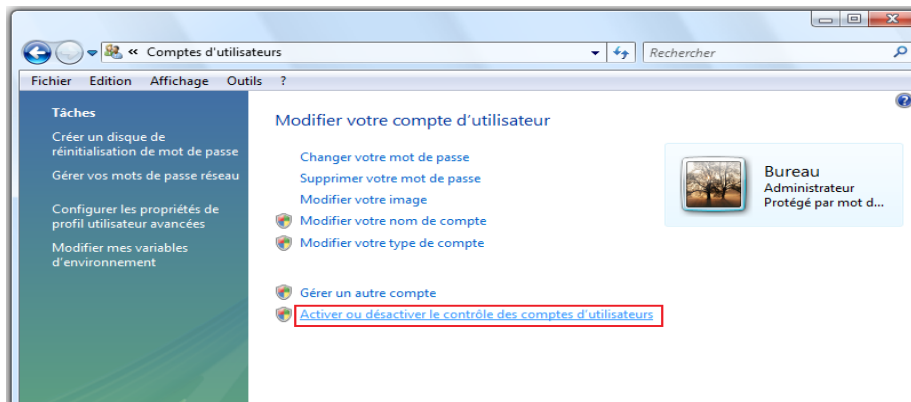 « Comptes d'utilisateurs
Rechercher
Fichier Edition Affichage Outils ?
Tâches
Créer un disque de
réinitialisation de mot de passe
Gérer vos mots de passe réseau
Configurer les propriétés de
profil utilisateur avancées
Modifier mes variables
d'environnement
Modifier votre compte d'utilisateur
Changer votre mot de passe
Supprimer votre mot de passe
Modifier votre image
Modifier votre nom de compte
Modifier votre type de compte
Gérer un autre compte
Activer ou désactiver le contrôle des comptes d'utilisateurs
Bureau
Administrateur
Protégé par mot d...